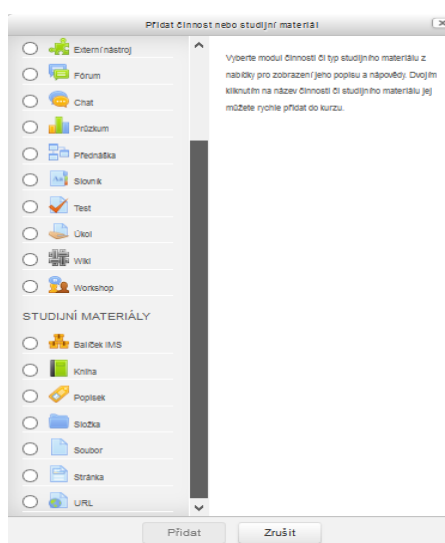 Přidat činnost nebo studijní materiál
Externí nástroj
Fórum
Chat
Průzkum
Přednáška
Slovník
Test
Úkol
Wiki
Workshop
STUDIJNÍ MATERIÁLY
Balíček IMS
Kniha
Popisek
Složka
Soubor
Stránka
URL
Vyberte modul činnosti či typ studijního materiálu z
nabídky pro zobrazení jeho popisu a nápovědy. Dvojím
kliknutím na název činnosti či studijního materiálu jej
můžete rychle přidat do kurzu.
Přidat
Zrušit